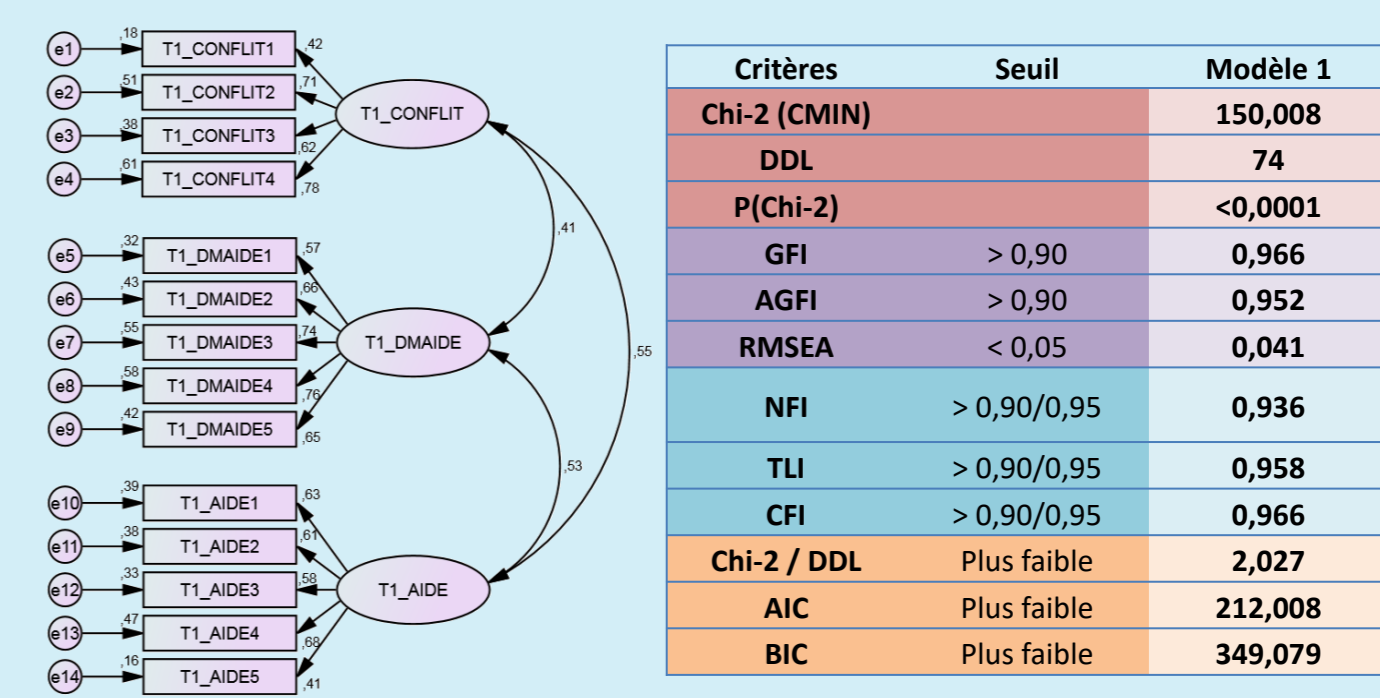 e1 ,18 T1_CONFLIT1 ,42
e2 ,51 T1_CONFLIT2 ,71
e3 ,38 T1_CONFLIT3 ,62
e4 ,61 T1_CONFLIT4 ,78
T1_CONFLIT
,41
e5 ,32 T1_DMAIDE1 ,57
e6 ,43 T1_DMAIDE2 ,66
e7 ,55 T1_DMAIDE3 ,74
e8 ,58 T1_DMAIDE4 ,76
e9 ,42 T1_DMAIDE5 ,65
T1_DMAIDE
,55
,53
e10 ,39 T1_AIDE1 ,63
e11 ,38 T1_AIDE2 ,61
e12 ,33 T1_AIDE3 ,58
e13 ,47 T1_AIDE4 ,68
e14 ,16 T1_AIDE5 ,41
T1_AIDE
Critères Seuil Modèle 1
Chi-2 (CMIN) 150,008
DDL 74
P(Chi-2) <0,0001
GFI > 0,90 0,966
AGFI > 0,90 0,952
RMSEA < 0,05 0,041
NFI > 0,90/0,95 0,936
TLI > 0,90/0,95 0,958
CFI > 0,90/0,95 0,966
Chi-2 / DDL Plus faible 2,027
AIC Plus faible 212,008
BIC Plus faible 349,079